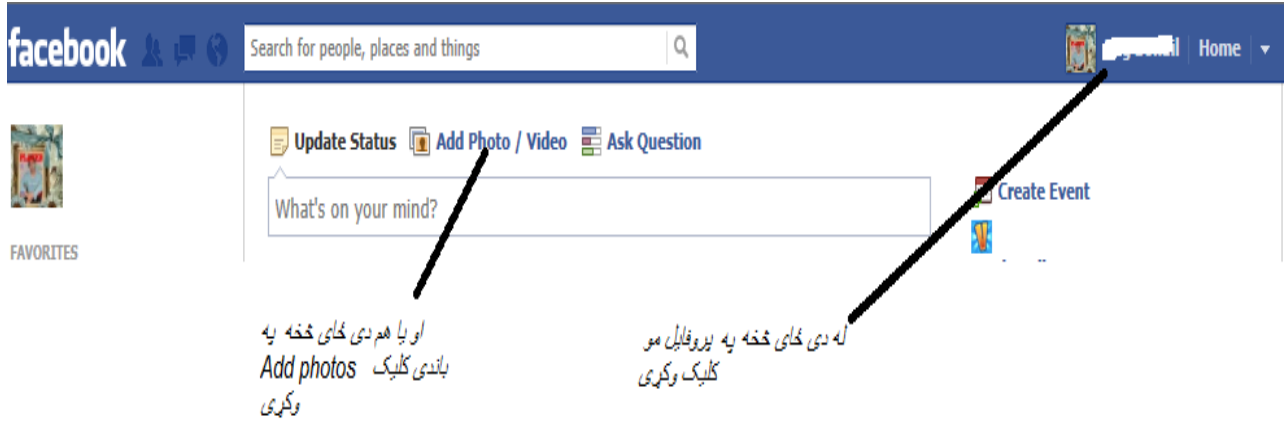 facebook
Search for people, places and things
Home
Update Status Add Photo / Video Ask Question
What's on your mind?
Create Event
FAVORITES
او یا هم دی ځای څخه په
Add photos باندی کلیک
وکړی
له دی ځای څخه په پروفایل مو
کلیک وکړی